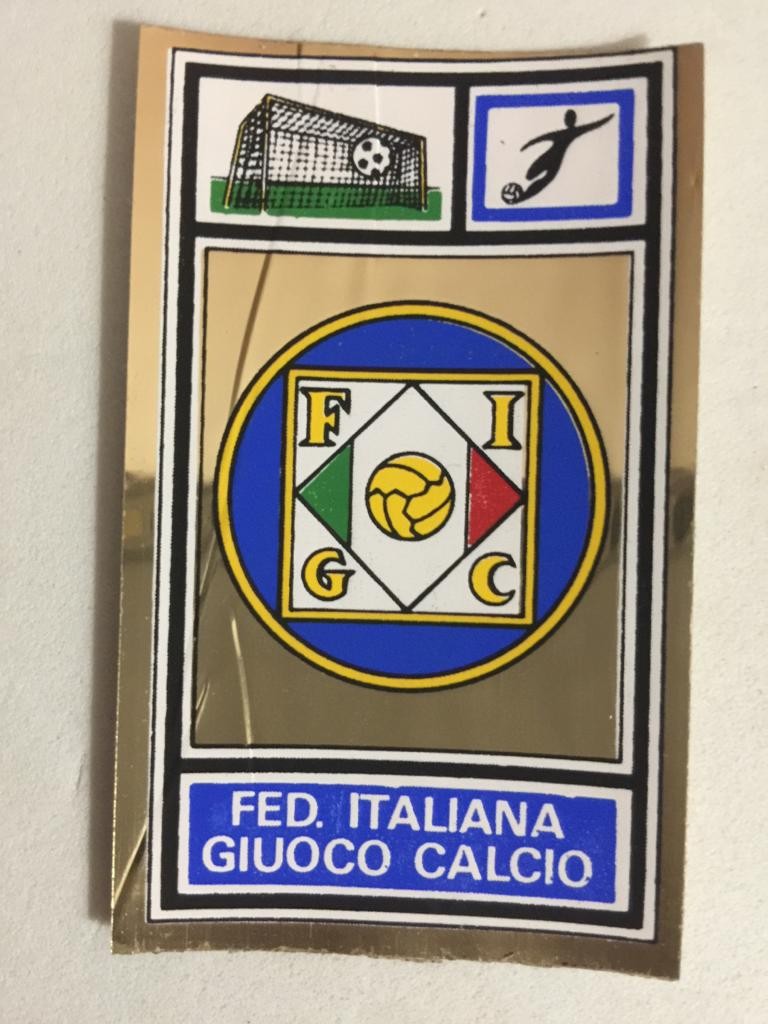 F I
G C
FED. ITALIANA
GIUOCO CALCIO